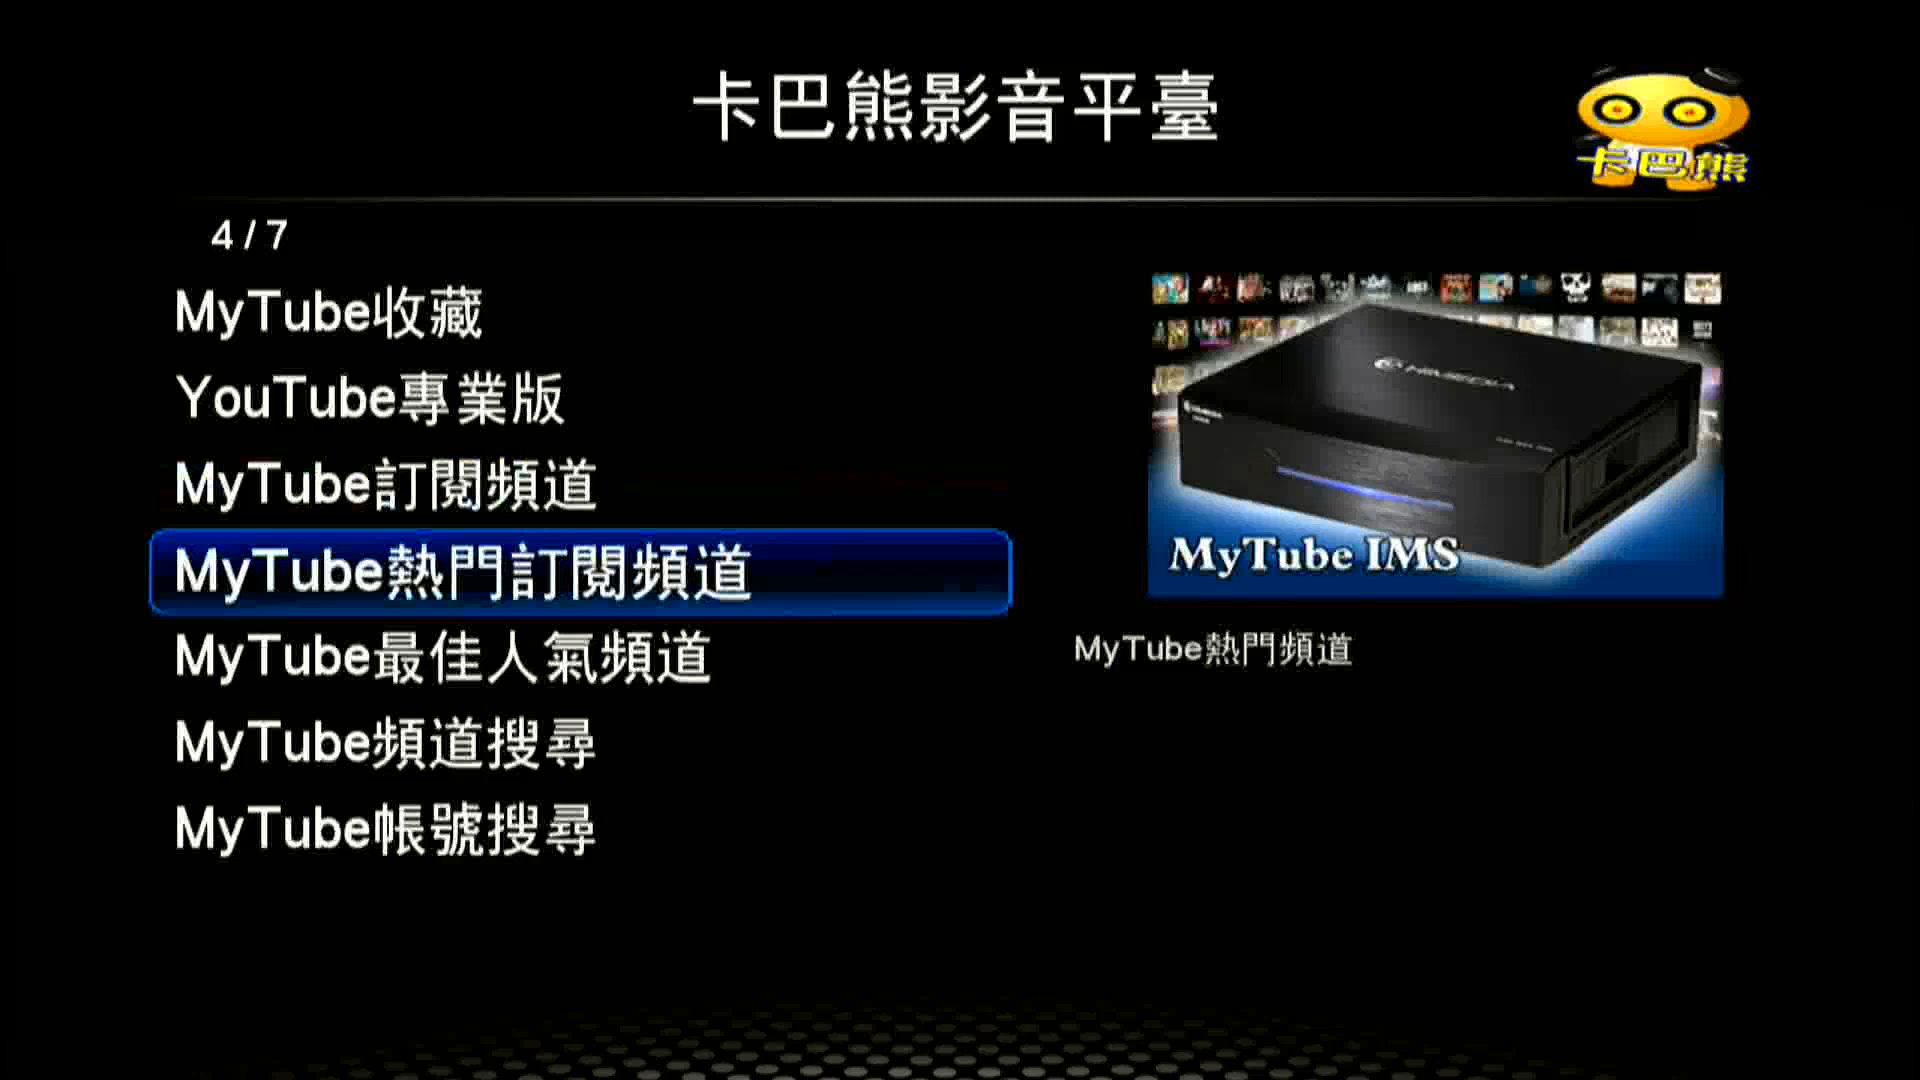 卡巴熊影音平臺
卡巴熊
4 / 7
MyTube收藏
YouTube專業版
MyTube訂閱頻道
MyTube熱門訂閱頻道
MyTube最佳人氣頻道
MyTube頻道搜尋
MyTube帳號搜尋
HIMEDIA
MyTube IMS
MyTube熱門頻道